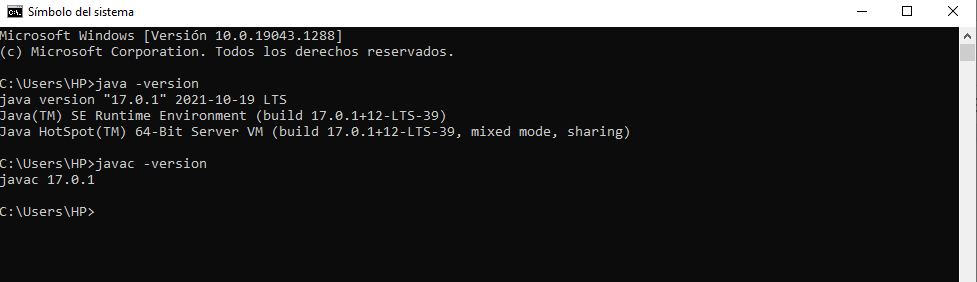 Símbolo del sistema
Microsoft Windows [Versión 10.0.19043.1288]
(c) Microsoft Corporation. Todos los derechos reservados.
C:\Users\HP>java -version
java version "17.0.1" 2021-10-19 LTS
Java(TM) SE Runtime Environment (build 17.0.1+12-LTS-39)
Java HotSpot(TM) 64-Bit Server VM (build 17.0.1+12-LTS-39, mixed mode, sharing)
C:\Users\HP>javac -version
javac 17.0.1
C:\Users\HP>